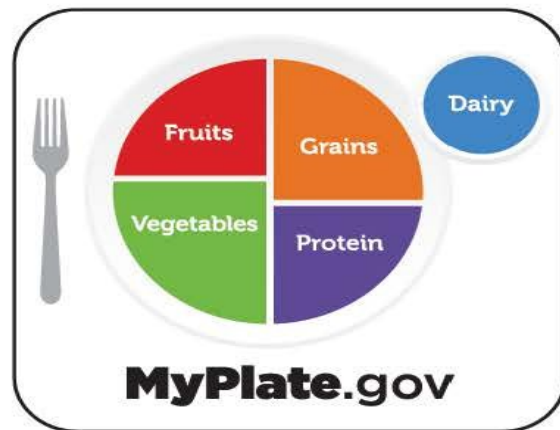 Dairy
Fruits
Grains
Vegetables
Protein
MyPlate.gov